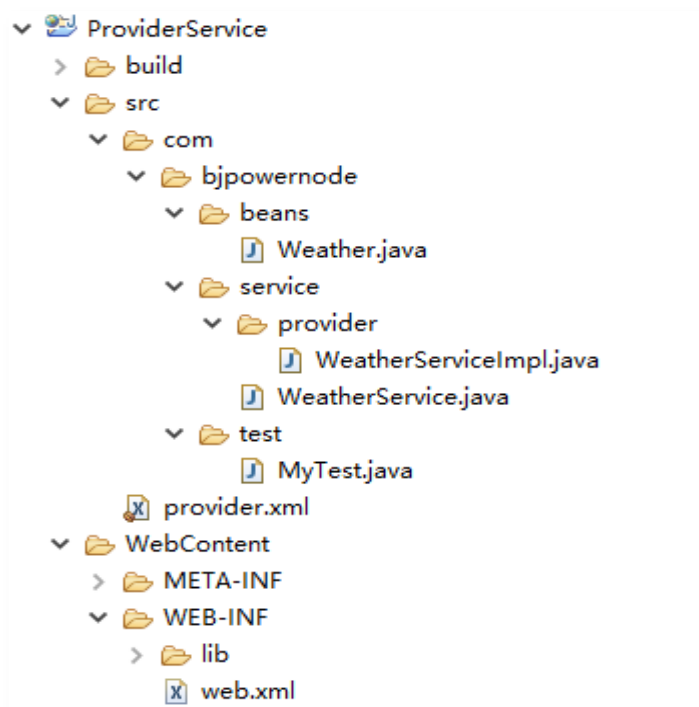 ProviderService
build
src
com
bjpowernode
beans
Weather.java
service
provider
WeatherServiceImpl.java
WeatherService.java
test
MyTest.java
provider.xml
WebContent
META-INF
WEB-INF
lib
web.xml